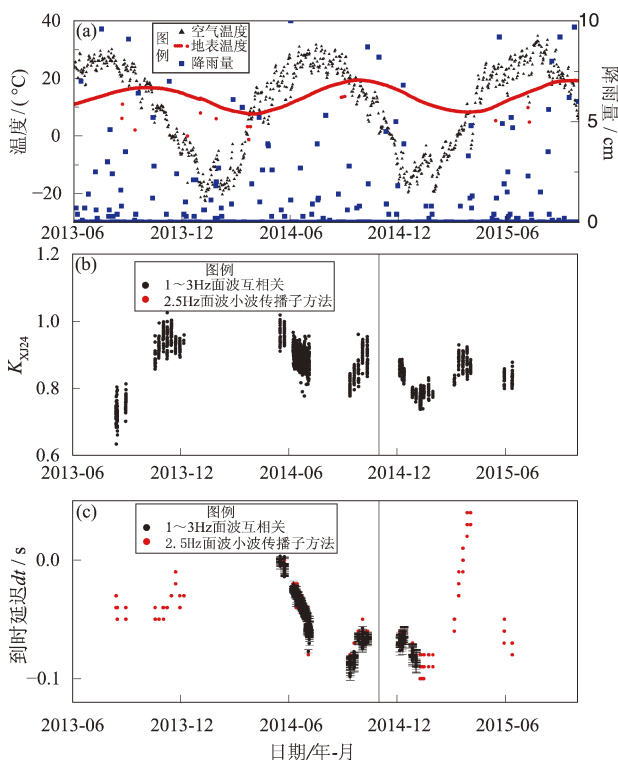 (a)
图例
空气温度
地表温度
降雨量
40
20
0
−20
温度/(℃)
10
5
0
降雨量/cm
2013-06 2013-12 2014-06 2014-12 2015-06
(b)
图例
1～3Hz面波互相关
2.5Hz面波小波传播子方法
1.2
1.0
0.8
0.6
K_XJ24
2013-06 2013-12 2014-06 2014-12 2015-06
(c)
图例
1～3Hz面波互相关
2.5Hz面波小波传播子方法
0.0
−0.1
到时延迟dt / s
2013-06 2013-12 2014-06 2014-12 2015-06
日期/年-月